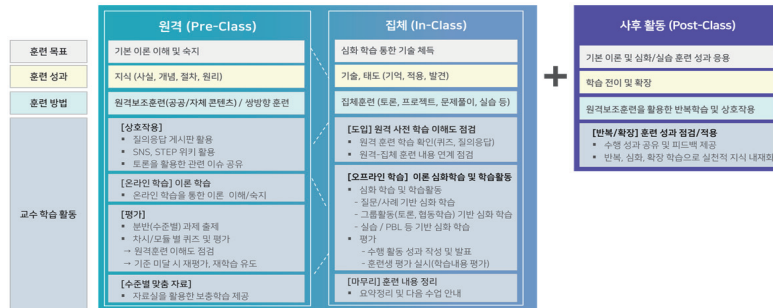 원격 (Pre-Class)
집체 (In-Class)
사후 활동 (Post-Class)
훈련 목표
기본 이론 이해 및 숙지
심화 학습 통한 기술 체득
기본 이론 및 심화/실습 훈련 성과 응용
훈련 성과
지식 (사실, 개념, 절차, 원리)
기술, 태도 (기억, 적용, 발견)
학습 전이 및 확장
훈련 방법
원격보조훈련(공공/자체 콘텐츠) / 쌍방향 훈련
집체훈련 (토론, 프로젝트, 문제풀이, 실습 등)
원격보조훈련을 활용한 반복학습 및 상호작용
+
교수 학습 활동
[상호작용]
▪ 질의응답 게시판 활용
▪ SNS, STEP 위키 활용
▪ 토론을 활용한 관련 이슈 공유
[온라인 학습] 이론 학습
▪ 온라인 학습을 통한 이론 이해/숙지
[평가]
▪ 분반(수준별) 과제 출제
▪ 차시/모듈 별 퀴즈 및 평가
→ 원격훈련 이해도 점검
→ 기준 미달 시 재평가, 재학습 유도
[수준별 맞춤 자료]
▪ 자료실을 활용한 보충학습 제공
[도입] 원격 사전 학습 이해도 점검
▪ 원격 훈련 학습 확인(퀴즈, 질의응답)
▪ 원격-집체 훈련 내용 연계 점검
[오프라인 학습] 이론 심화학습 및 학습활동
▪ 심화 학습 및 학습활동
- 질문/사례 기반 심화 학습
- 그룹활동(토론, 협동학습) 기반 심화 학습
- 실습 / PBL 등 기반 심화 학습
▪ 평가
- 수행 활동 성과 작성 및 발표
- 훈련생 평가 실시(학습내용 평가)
[마무리] 훈련 내용 정리
▪ 요약정리 및 다음 수업 안내
[반복/확장] 훈련 성과 점검/적용
▪ 수행 성과 공유 및 피드백 제공
▪ 반복, 심화, 확장 학습으로 실천적 지식 내재화